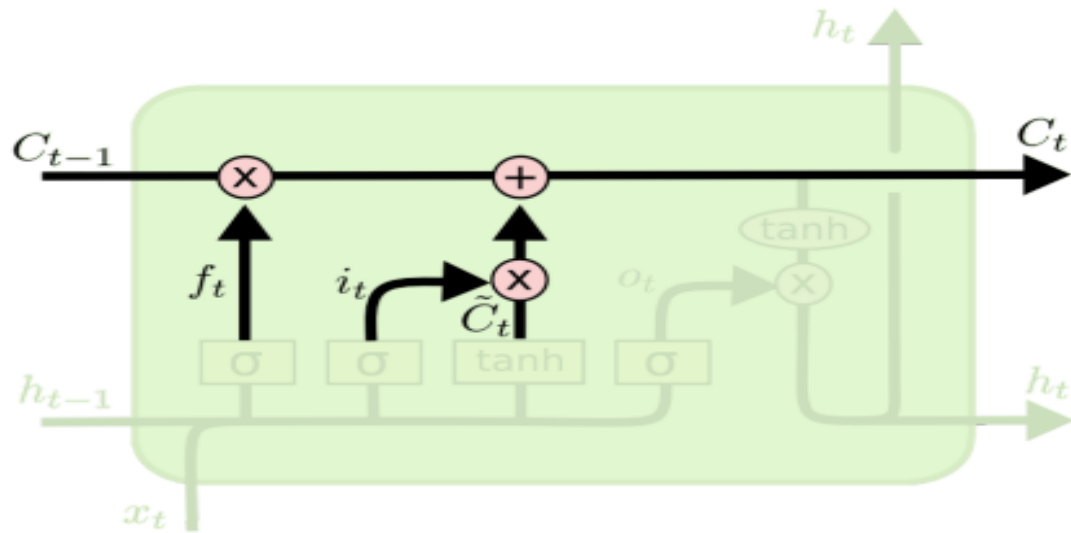 h_t
C_{t-1} × + C_t
tanh
f_t i_t × o_t ×
C̃_t
σ σ tanh σ
h_{t-1} h_t
x_t